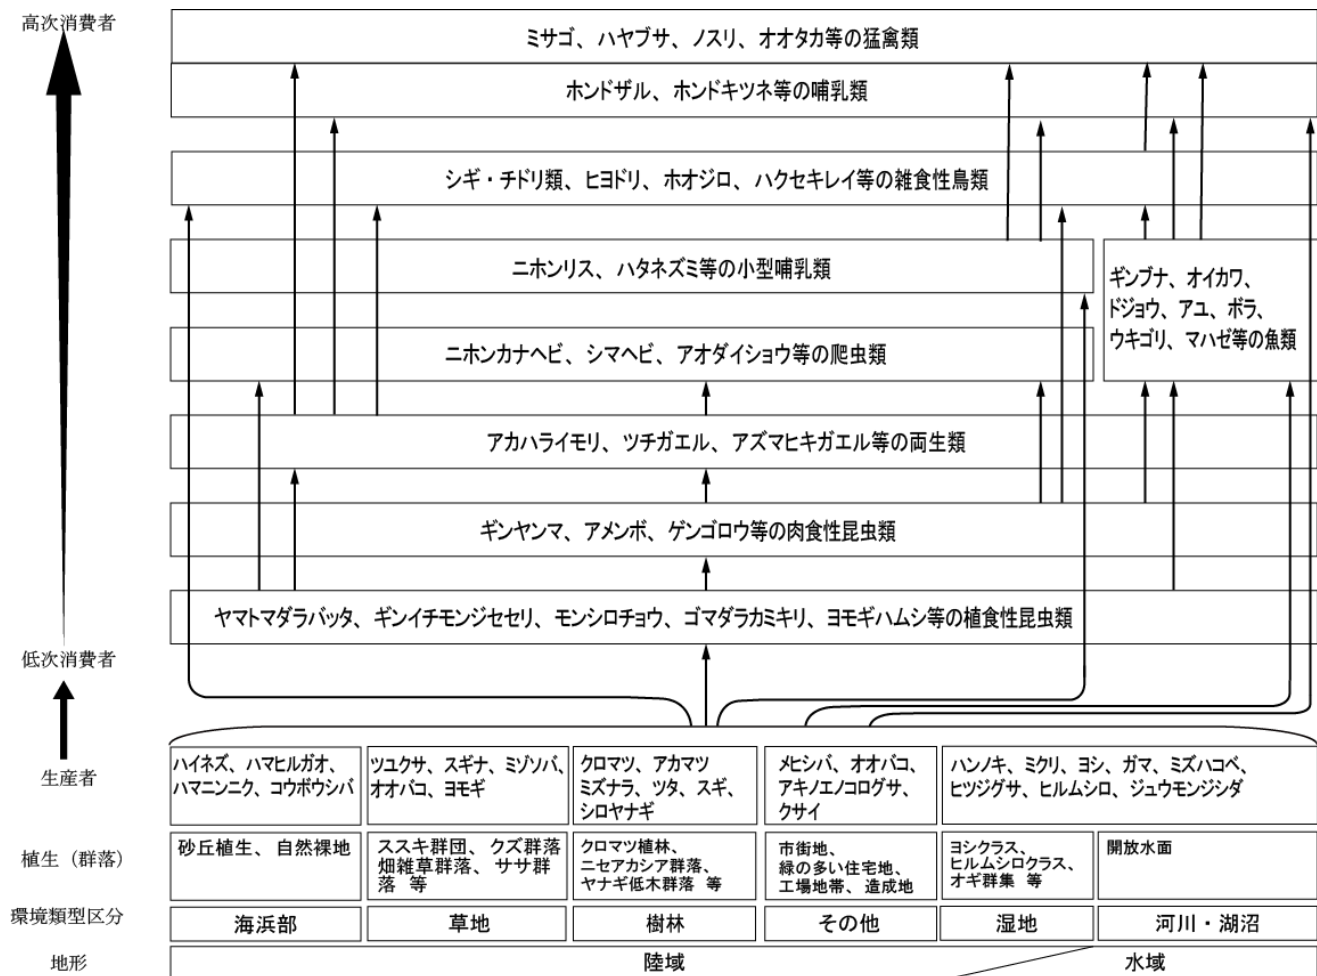 高次消費者
ミサゴ、ハヤブサ、ノスリ、オオタカ等の猛禽類
ホンドザル、ホンドキツネ等の哺乳類
シギ・チドリ類、ヒヨドリ、ホオジロ、ハクセキレイ等の雑食性鳥類
ニホンリス、ハタネズミ等の小型哺乳類
ギンブナ、オイカワ、
ドジョウ、アユ、ボラ、
ウキゴリ、マハゼ等の魚類
ニホンカナヘビ、シマヘビ、アオダイショウ等の爬虫類
アカハライモリ、ツチガエル、アズマヒキガエル等の両生類
ギンヤンマ、アメンボ、ゲンゴロウ等の肉食性昆虫類
ヤマトマダラバッタ、ギンイチモンジセセリ、モンシロチョウ、ゴマダラカミキリ、ヨモギハムシ等の植食性昆虫類
低次消費者
生産者
ハイネズ、ハマヒルガオ、
ハマニンニク、コウボウシバ
ツユクサ、スギナ、ミゾソバ、
オオバコ、ヨモギ
クロマツ、アカマツ
ミズナラ、ツタ、スギ、
シロヤナギ
メヒシバ、オオバコ、
アキノエノコログサ、
クサイ
ハンノキ、ミクリ、ヨシ、ガマ、ミズハコベ、
ヒツジグサ、ヒルムシロ、ジュウモンジシダ
植生（群落）
砂丘植生、自然裸地
ススキ群団、クズ群落
畑雑草群落、ササ群
落 等
クロマツ植林、
ニセアカシア群落、
ヤナギ低木群落 等
市街地、
緑の多い住宅地、
工場地帯、造成地
ヨシクラス、
ヒルムシロクラス、
オギ群集 等
開放水面
環境類型区分
海浜部
草地
樹林
その他
湿地
河川・湖沼
地形
陸域
水域